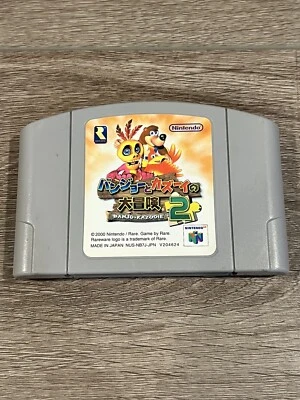 Nintendo
バンジョーとカズーイの
大冒険2
BANJO-KAZOOIE
© 2000 Nintendo / Rare. Game by Rare.
Rareware logo is a trademark of Rare.
MADE IN JAPAN NUS-NB7J-JPN V204624
NINTENDO 64